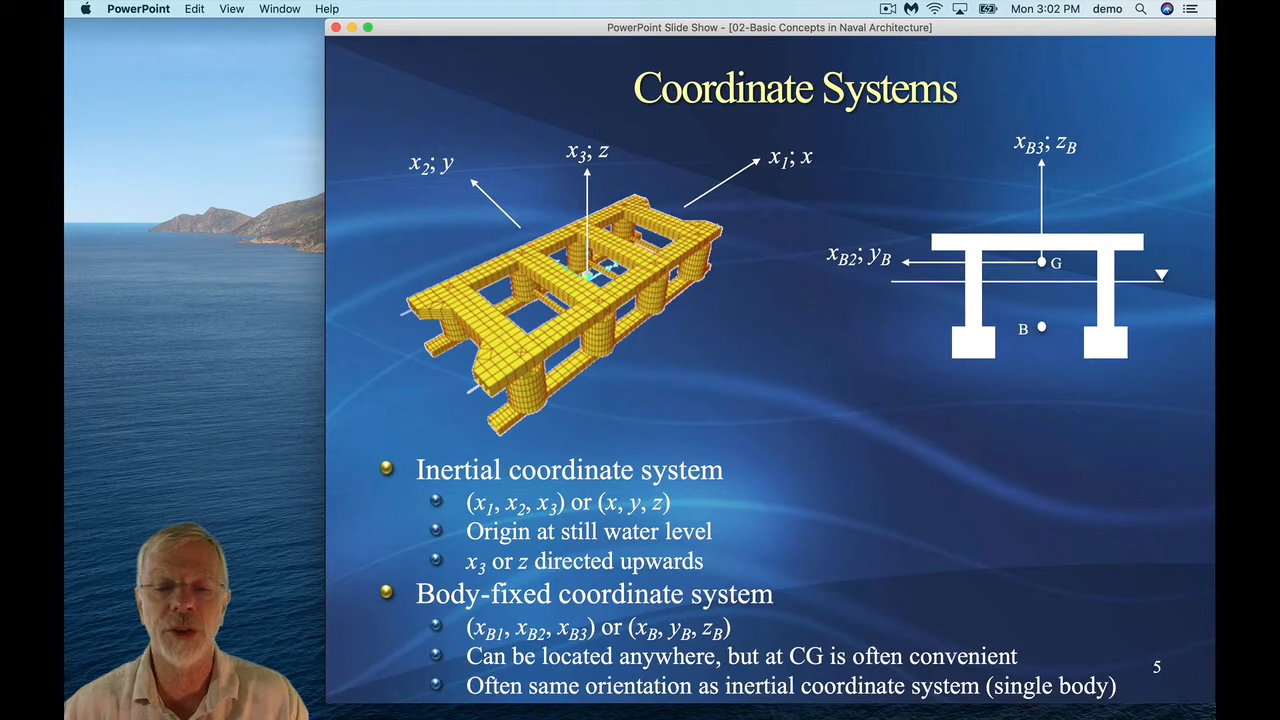 PowerPoint Edit View Window Help Mon 3:02 PM demo
PowerPoint Slide Show - [02-Basic Concepts in Naval Architecture]
Coordinate Systems
x₂; y
x₃; z
x₁; x
x_B3; z_B
x_B2; y_B
G
B
Inertial coordinate system
(x₁, x₂, x₃) or (x, y, z)
Origin at still water level
x₃ or z directed upwards
Body-fixed coordinate system
(x_B1, x_B2, x_B3) or (x_B, y_B, z_B)
Can be located anywhere, but at CG is often convenient
Often same orientation as inertial coordinate system (single body)
5